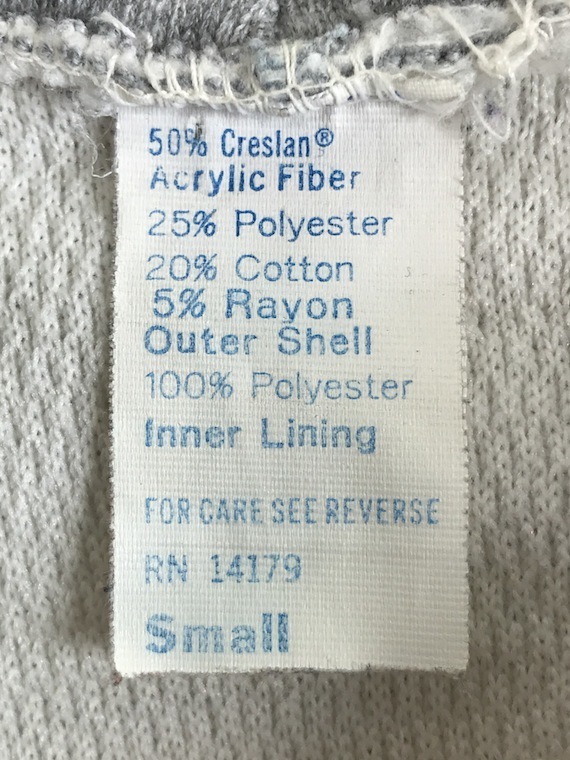 50% Creslan®
Acrylic Fiber
25% Polyester
20% Cotton
5% Rayon
Outer Shell
100% Polyester
Inner Lining
FOR CARE SEE REVERSE
RN 14179
Small